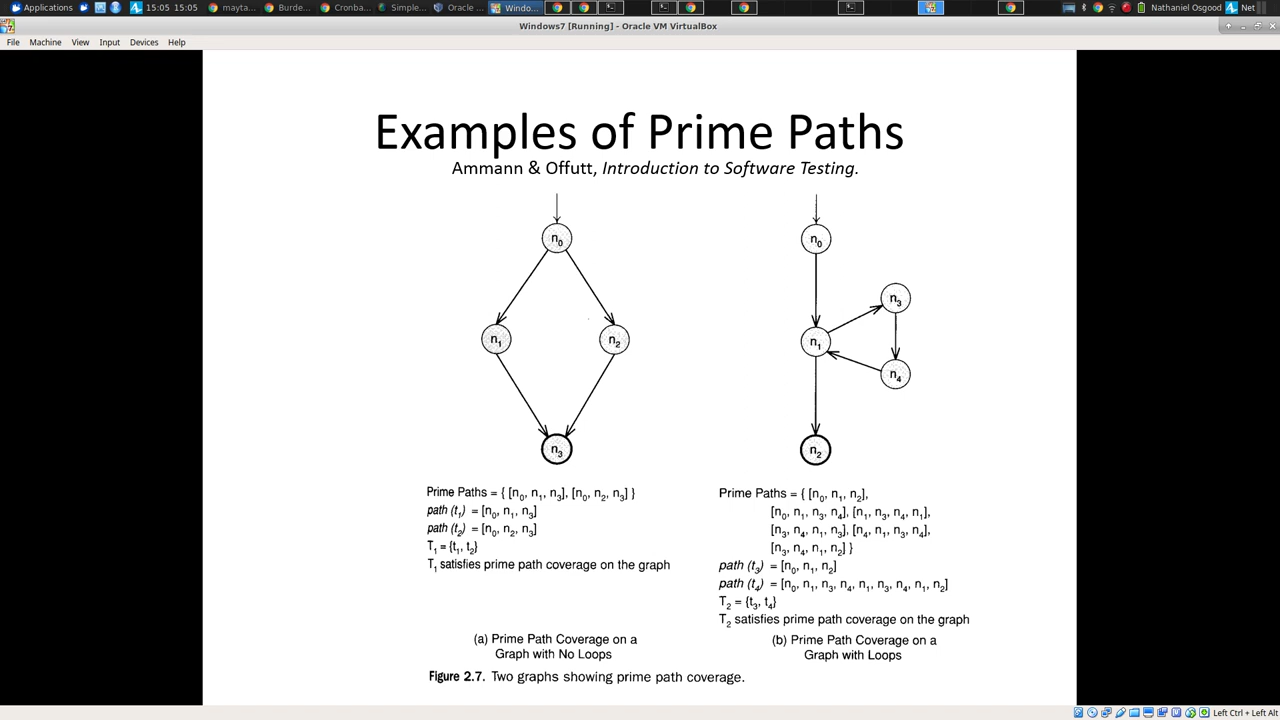 Applications
15:05 15:05
mayta...
Burde...
Cronba...
Simple...
Oracle ...
Windo...
Nathaniel Osgood
Net
Windows7 [Running] - Oracle VM VirtualBox
File Machine View Input Devices Help
Examples of Prime Paths
Ammann & Offutt, Introduction to Software Testing.
n0
n1
n2
n3
n0
n3
n1
n4
n2
Prime Paths = { [n0, n1, n3], [n0, n2, n3] }
path (t1) = [n0, n1, n3]
path (t2) = [n0, n2, n3]
T1 = {t1, t2}
T1 satisfies prime path coverage on the graph
(a) Prime Path Coverage on a
Graph with No Loops
Prime Paths = { [n0, n1, n2],
[n0, n1, n3, n4], [n1, n3, n4, n1],
[n3, n4, n1, n3], [n4, n1, n3, n4],
[n3, n4, n1, n2] }
path (t3) = [n0, n1, n2]
path (t4) = [n0, n1, n3, n4, n1, n3, n4, n1, n2]
T2 = {t3, t4}
T2 satisfies prime path coverage on the graph
(b) Prime Path Coverage on a
Graph with Loops
Figure 2.7. Two graphs showing prime path coverage.
Left Ctrl + Left Alt